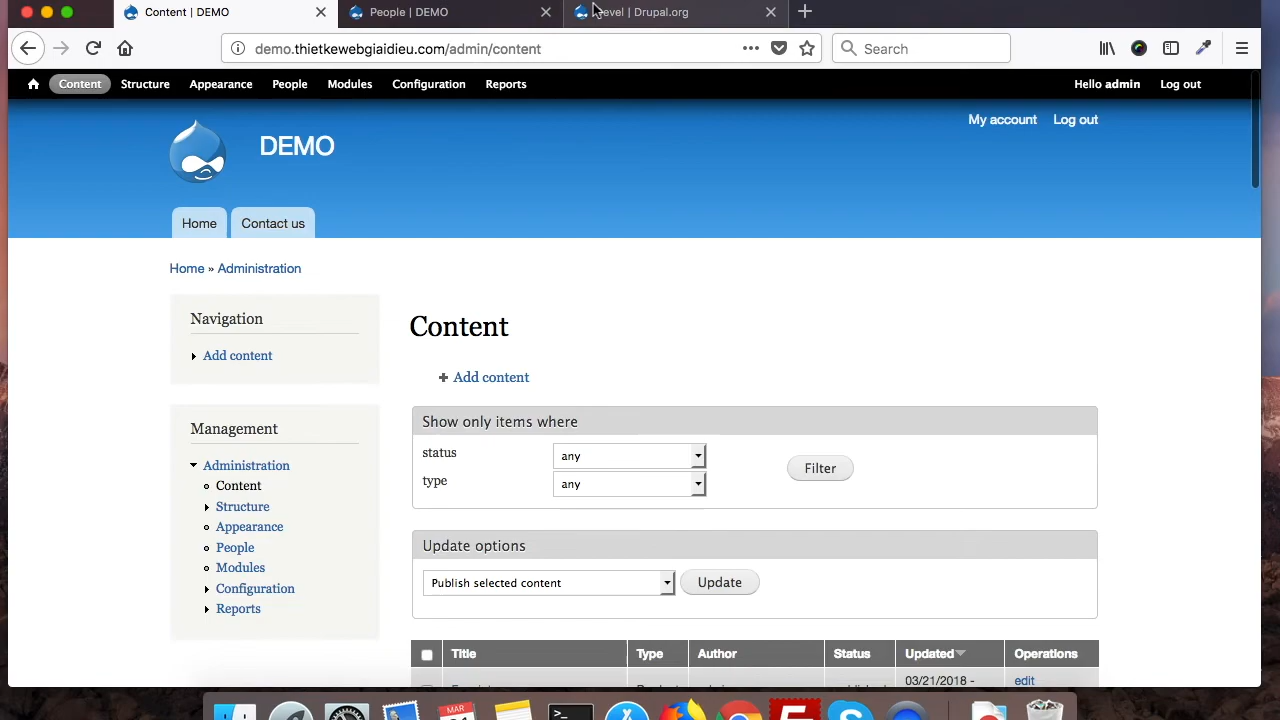 Content | DEMO
People | DEMO
evel | Drupal.org
demo.thietkewebgiaidieu.com/admin/content
Search
Content Structure Appearance People Modules Configuration Reports
Hello admin Log out
My account Log out
DEMO
Home Contact us
Home » Administration
Navigation
Add content
Management
Administration
Content
Structure
Appearance
People
Modules
Configuration
Reports
Content
Add content
Show only items where
status any
type any
Filter
Update options
Publish selected content Update
Title Type Author Status Updated Operations
03/21/2018 - edit
MAR